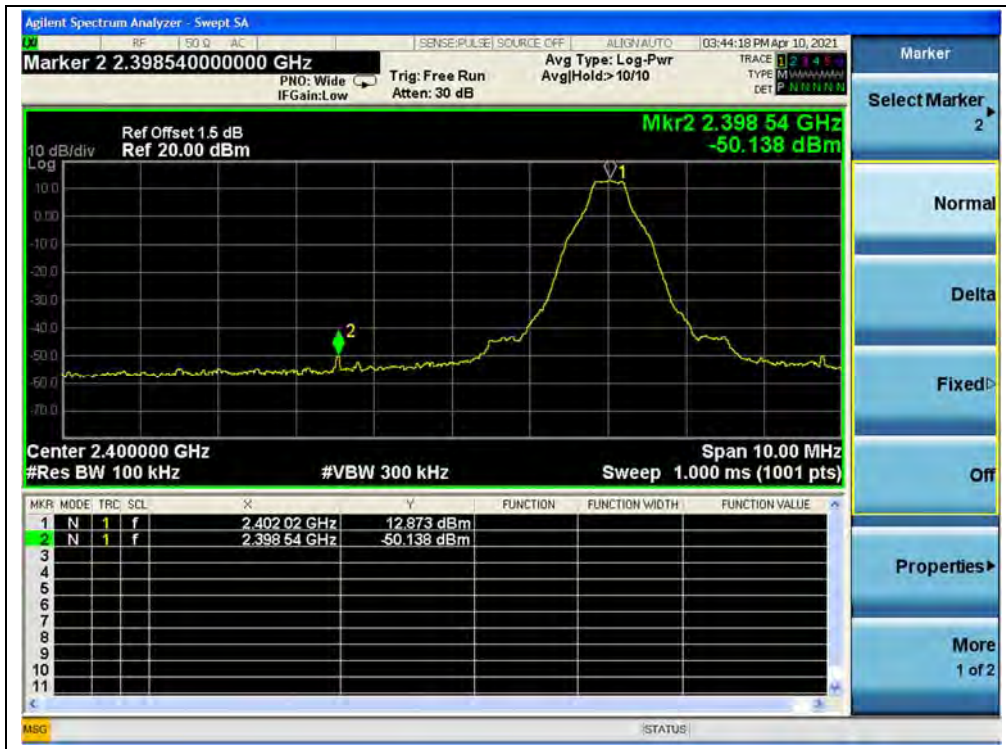 Agilent Spectrum Analyzer - Swept SA
RF 50 Ω AC SENSE:PULSE SOURCE OFF ALIGN AUTO 03:44:18 PM Apr 10, 2021
Marker 2 2.398540000000 GHz
Avg Type: Log-Pwr
TRACE 1 2 3 4 5 6
PNO: Wide
Trig: Free Run
Avg|Hold:> 10/10
TYPE M
IFGain:Low
Atten: 30 dB
DET P N N N N N
Mkr2 2.398 54 GHz
-50.138 dBm
Ref Offset 1.5 dB
10 dB/div Ref 20.00 dBm
Log
1
10.0
0.00
-10.0
-20.0
-30.0
-40.0
2
-50.0
-60.0
-70.0
Center 2.400000 GHz Span 10.00 MHz
#Res BW 100 kHz #VBW 300 kHz Sweep 1.000 ms (1001 pts)
MKR MODE TRC SCL X Y FUNCTION FUNCTION WIDTH FUNCTION VALUE
1 N 1 f 2.402 02 GHz 12.873 dBm
2 N 1 f 2.398 54 GHz -50.138 dBm
3
4
5
6
7
8
9
10
11
MSG STATUS
Marker
Select Marker
2
Normal
Delta
Fixed
Off
Properties
More
1 of 2